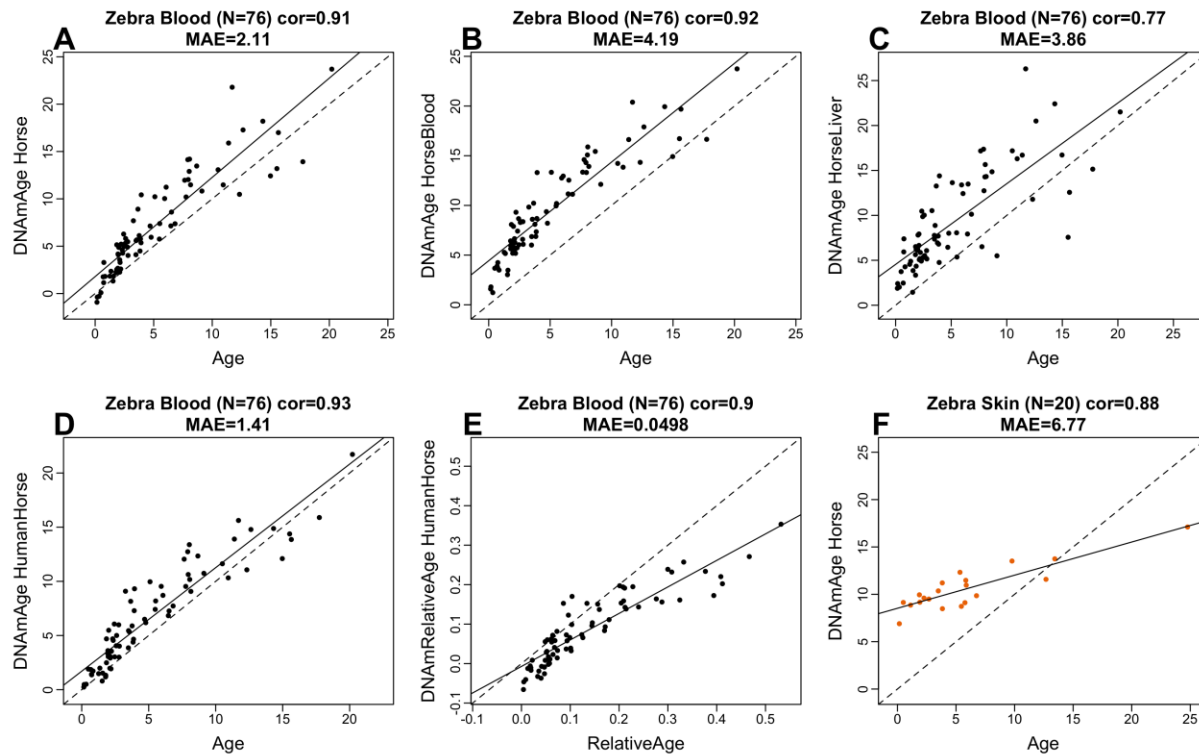 A
Zebra Blood (N=76) cor=0.91
MAE=2.11
DNAmAge Horse
25
20
15
10
5
0
0 5 10 15 20 25
Age
B
Zebra Blood (N=76) cor=0.92
MAE=4.19
DNAmAge HorseBlood
25
20
15
10
5
0
0 5 10 15 20 25
Age
C
Zebra Blood (N=76) cor=0.77
MAE=3.86
DNAmAge HorseLiver
25
20
15
10
5
0
0 5 10 15 20 25
Age
D
Zebra Blood (N=76) cor=0.93
MAE=1.41
DNAmAge HumanHorse
20
15
10
5
0
0 5 10 15 20
Age
E
Zebra Blood (N=76) cor=0.9
MAE=0.0498
DNAmRelativeAge HumanHorse
0.5
0.4
0.3
0.2
0.1
0.0
-0.1
-0.1 0.0 0.1 0.2 0.3 0.4 0.5
RelativeAge
F
Zebra Skin (N=20) cor=0.88
MAE=6.77
DNAmAge Horse
25
20
15
10
5
0
0 5 10 15 20 25
Age